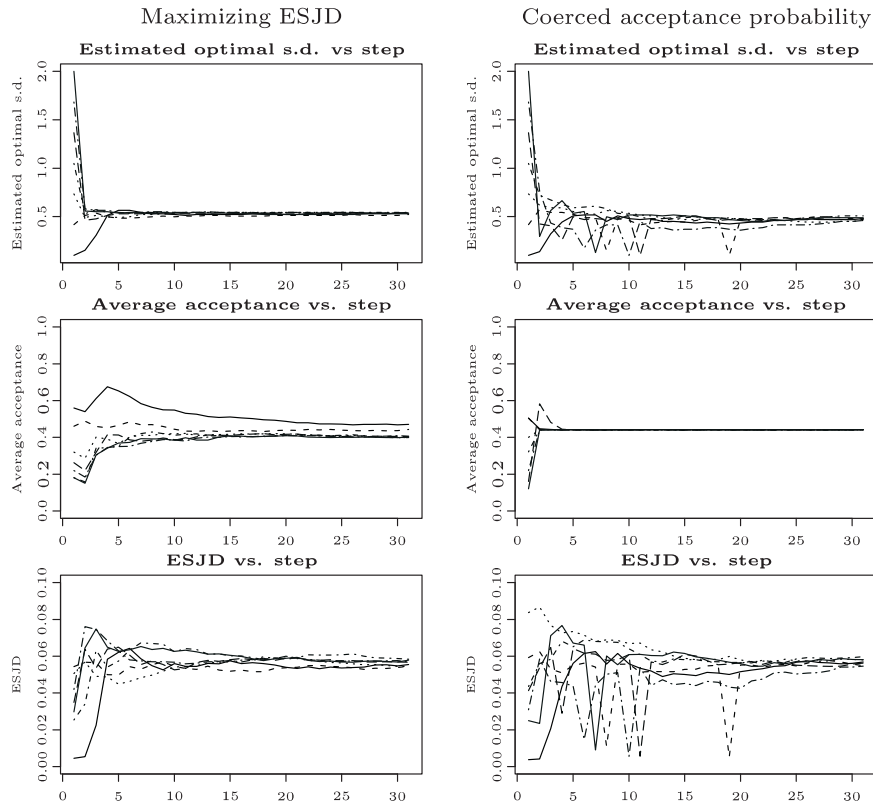 Maximizing ESJD
Coerced acceptance probability
Estimated optimal s.d. vs step
Estimated optimal s.d. vs step
Estimated optimal s.d.
2.0
1.5
1.0
0.5
0 5 10 15 20 25 30
Estimated optimal s.d.
2.0
1.5
1.0
0.5
0 5 10 15 20 25 30
Average acceptance vs. step
Average acceptance vs. step
Average acceptance
1.0
0.8
0.6
0.4
0.2
0.0
0 5 10 15 20 25 30
Average acceptance
1.0
0.8
0.6
0.4
0.2
0.0
0 5 10 15 20 25 30
ESJD vs. step
ESJD vs. step
ESJD
0.10
0.08
0.06
0.04
0.02
0.00
0 5 10 15 20 25 30
ESJD
0.10
0.08
0.06
0.04
0.02
0.00
0 5 10 15 20 25 30